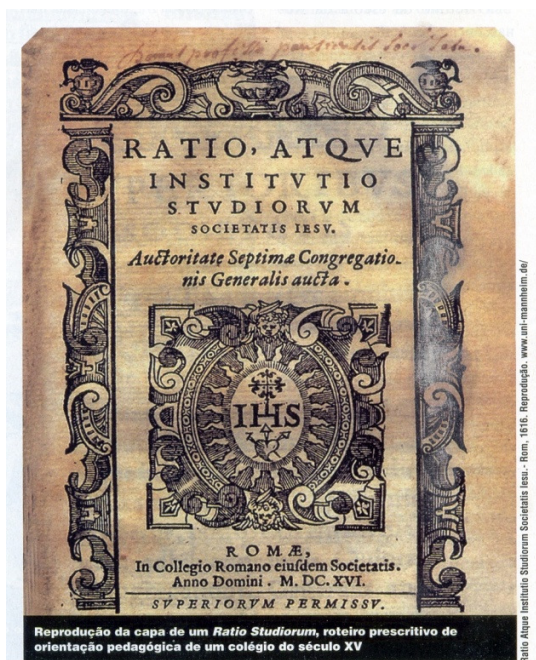 RATIO, ATQVE
INSTITVTIO
STVDIORVM
SOCIETATIS IESV.
Auctoritate Septimæ Congregatio-
nis Generalis aucta.
IHS
ROMÆ,
In Collegio Romano eiusdem Societatis.
Anno Domini. M. DC. XVI.
SVPERIORVM PERMISSV.
Reprodução da capa de um Ratio Studiorum, roteiro prescritivo de
orientação pedagógica de um colégio do século XV
Ratio Atque Institutio Studiorum Societatis Iesu.- Rom, 1616. Reprodução. www.uni-mannheim.de/